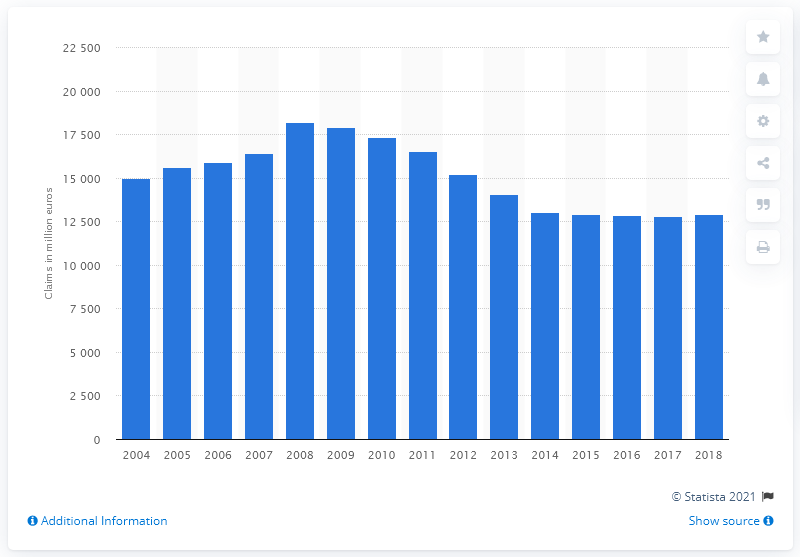 22 500
20 000
17 500
15 000
12 500
10 000
7 500
5 000
2 500
0
Claims in million euros
2004 2005 2006 2007 2008 2009 2010 2011 2012 2013 2014 2015 2016 2017 2018
© Statista 2021
Additional Information
Show source